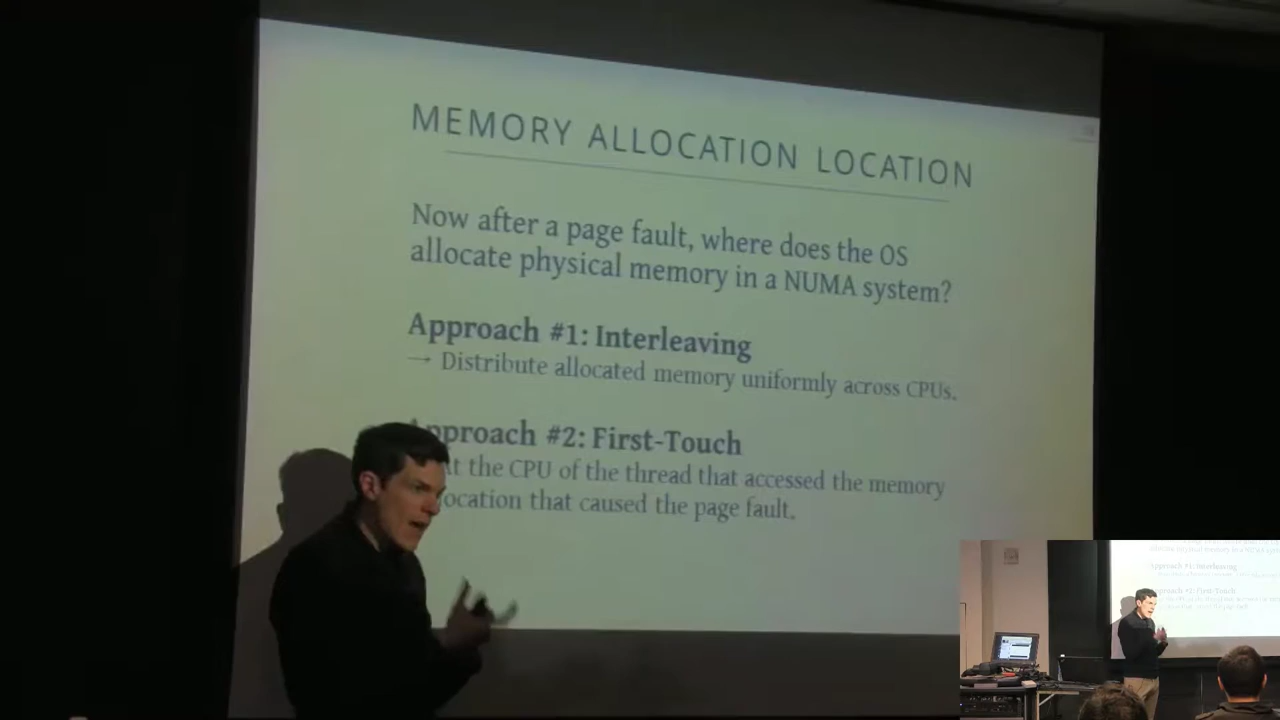 MEMORY ALLOCATION LOCATION
Now after a page fault, where does the OS
allocate physical memory in a NUMA system?
Approach #1: Interleaving
→ Distribute allocated memory uniformly across CPUs.
Approach #2: First-Touch
At the CPU of the thread that accessed the memory
location that caused the page fault.